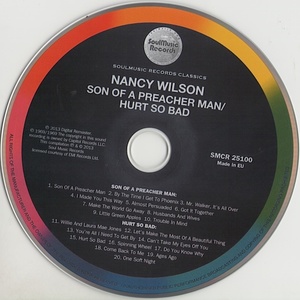 SoulMusic
Records
SOULMUSIC RECORDS CLASSICS
NANCY WILSON
SON OF A PREACHER MAN/
HURT SO BAD
SMCR 25100
Made in EU
SON OF A PREACHER MAN:
1. Son Of A Preacher Man 2. By The Time I Get To Phoenix 3. Mr. Walker, It's All Over
4. I Made You This Way 5. Almost Persuaded 6. Got It Together
7. Make The World Go Away 8. Husbands And Wives
9. Little Green Apples 10. Trouble In Mind
HURT SO BAD:
11. Willie And Laura Mae Jones 12. Let's Make The Most Of A Beautiful Thing
13. You're All I Need To Get By 14. Can't Take My Eyes Off You
15. Hurt So Bad 16. Spinning Wheel 17. Do You Know Why
18. Come Back To Me 19. Ages Ago
20. One Soft Night